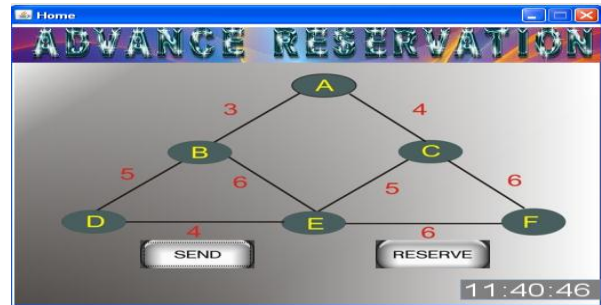 Home
ADVANCE RESERVATION
A
3 4
B C
5 6 5 6
D E F
4 6
SEND RESERVE
11:40:46